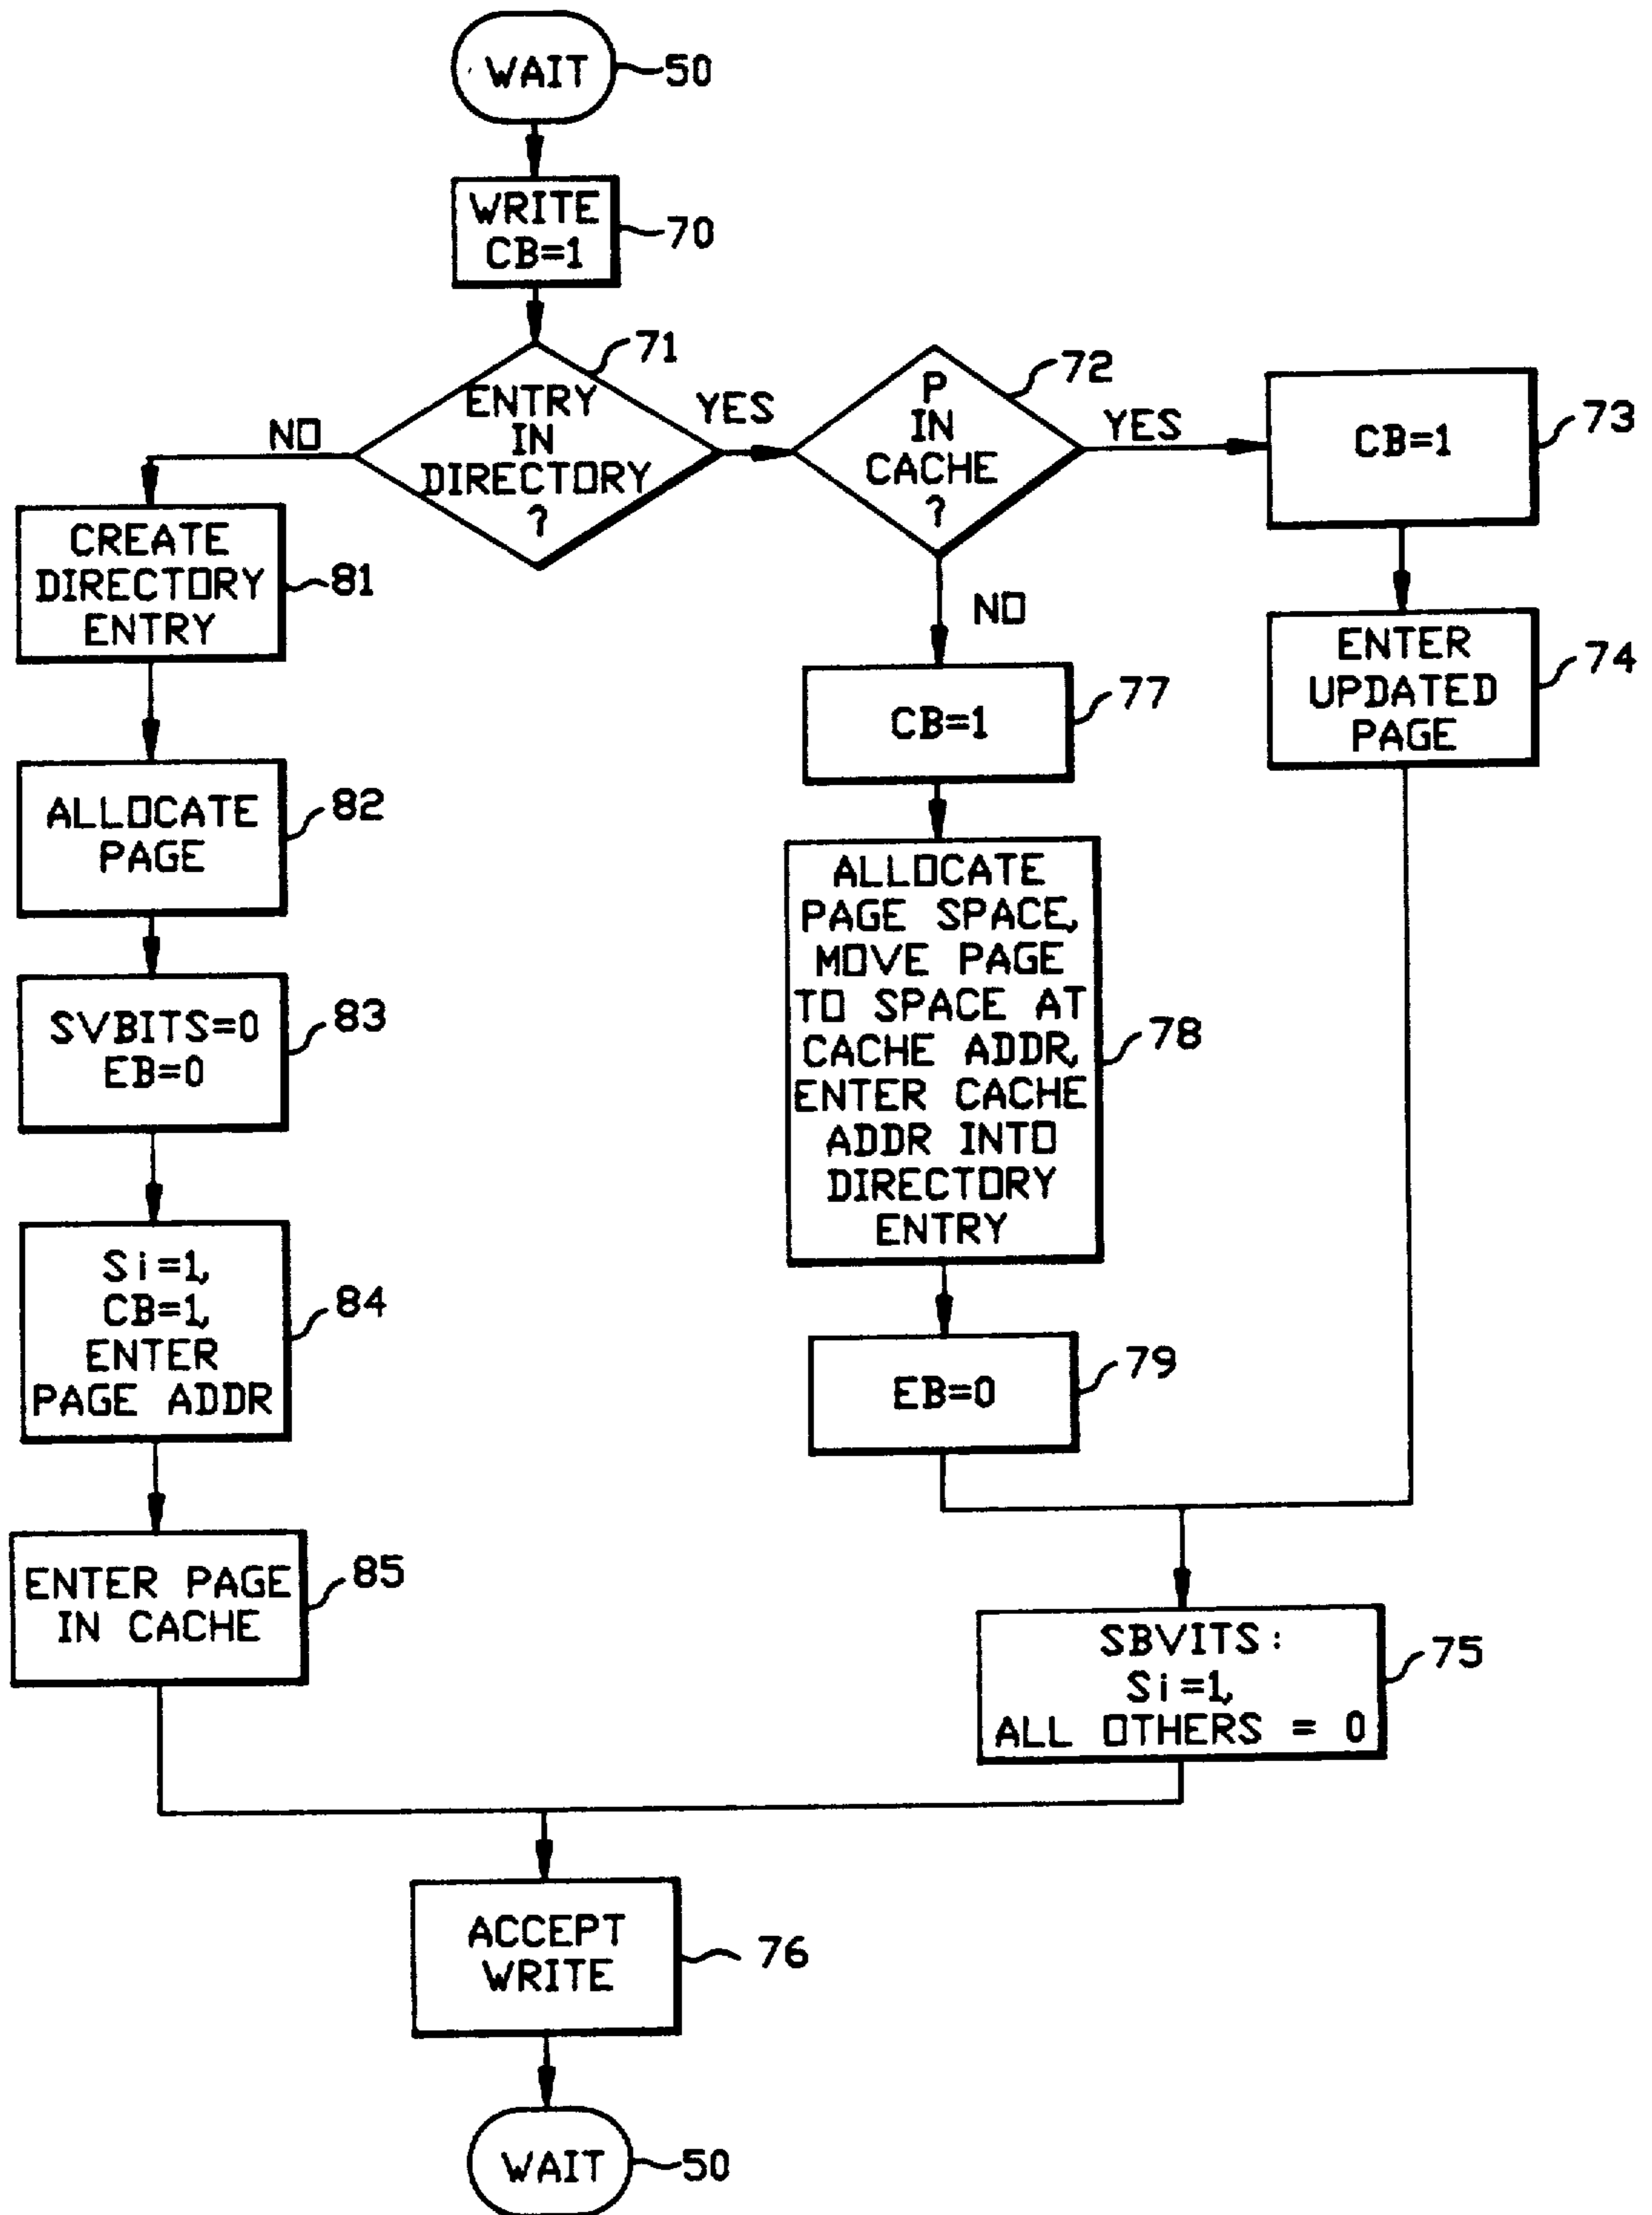 WAIT
50
WRITE
CB=1
70
71
ENTRY
IN
DIRECTORY
?
NO
YES
72
P
IN
CACHE
?
YES
NO
CB=1
73
ENTER
UPDATED
PAGE
74
CREATE
DIRECTORY
ENTRY
81
ALLOCATE
PAGE
82
SVBITS=0
EB=0
83
Si=1,
CB=1,
ENTER
PAGE ADDR
84
ENTER PAGE
IN CACHE
85
CB=1
77
ALLOCATE
PAGE SPACE,
MOVE PAGE
TO SPACE AT
CACHE ADDR,
ENTER CACHE
ADDR INTO
DIRECTORY
ENTRY
78
EB=0
79
SBVITS:
Si=1,
ALL OTHERS = 0
75
ACCEPT
WRITE
76
WAIT
50